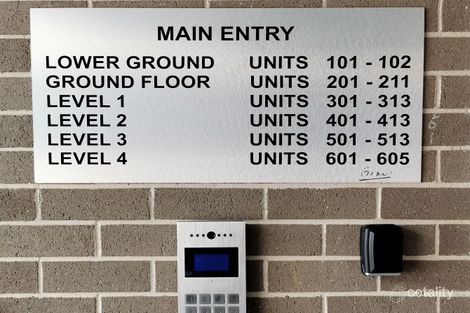 MAIN ENTRY
LOWER GROUND UNITS 101 - 102
GROUND FLOOR UNITS 201 - 211
LEVEL 1 UNITS 301 - 313
LEVEL 2 UNITS 401 - 413
LEVEL 3 UNITS 501 - 513
LEVEL 4 UNITS 601 - 605
cotality